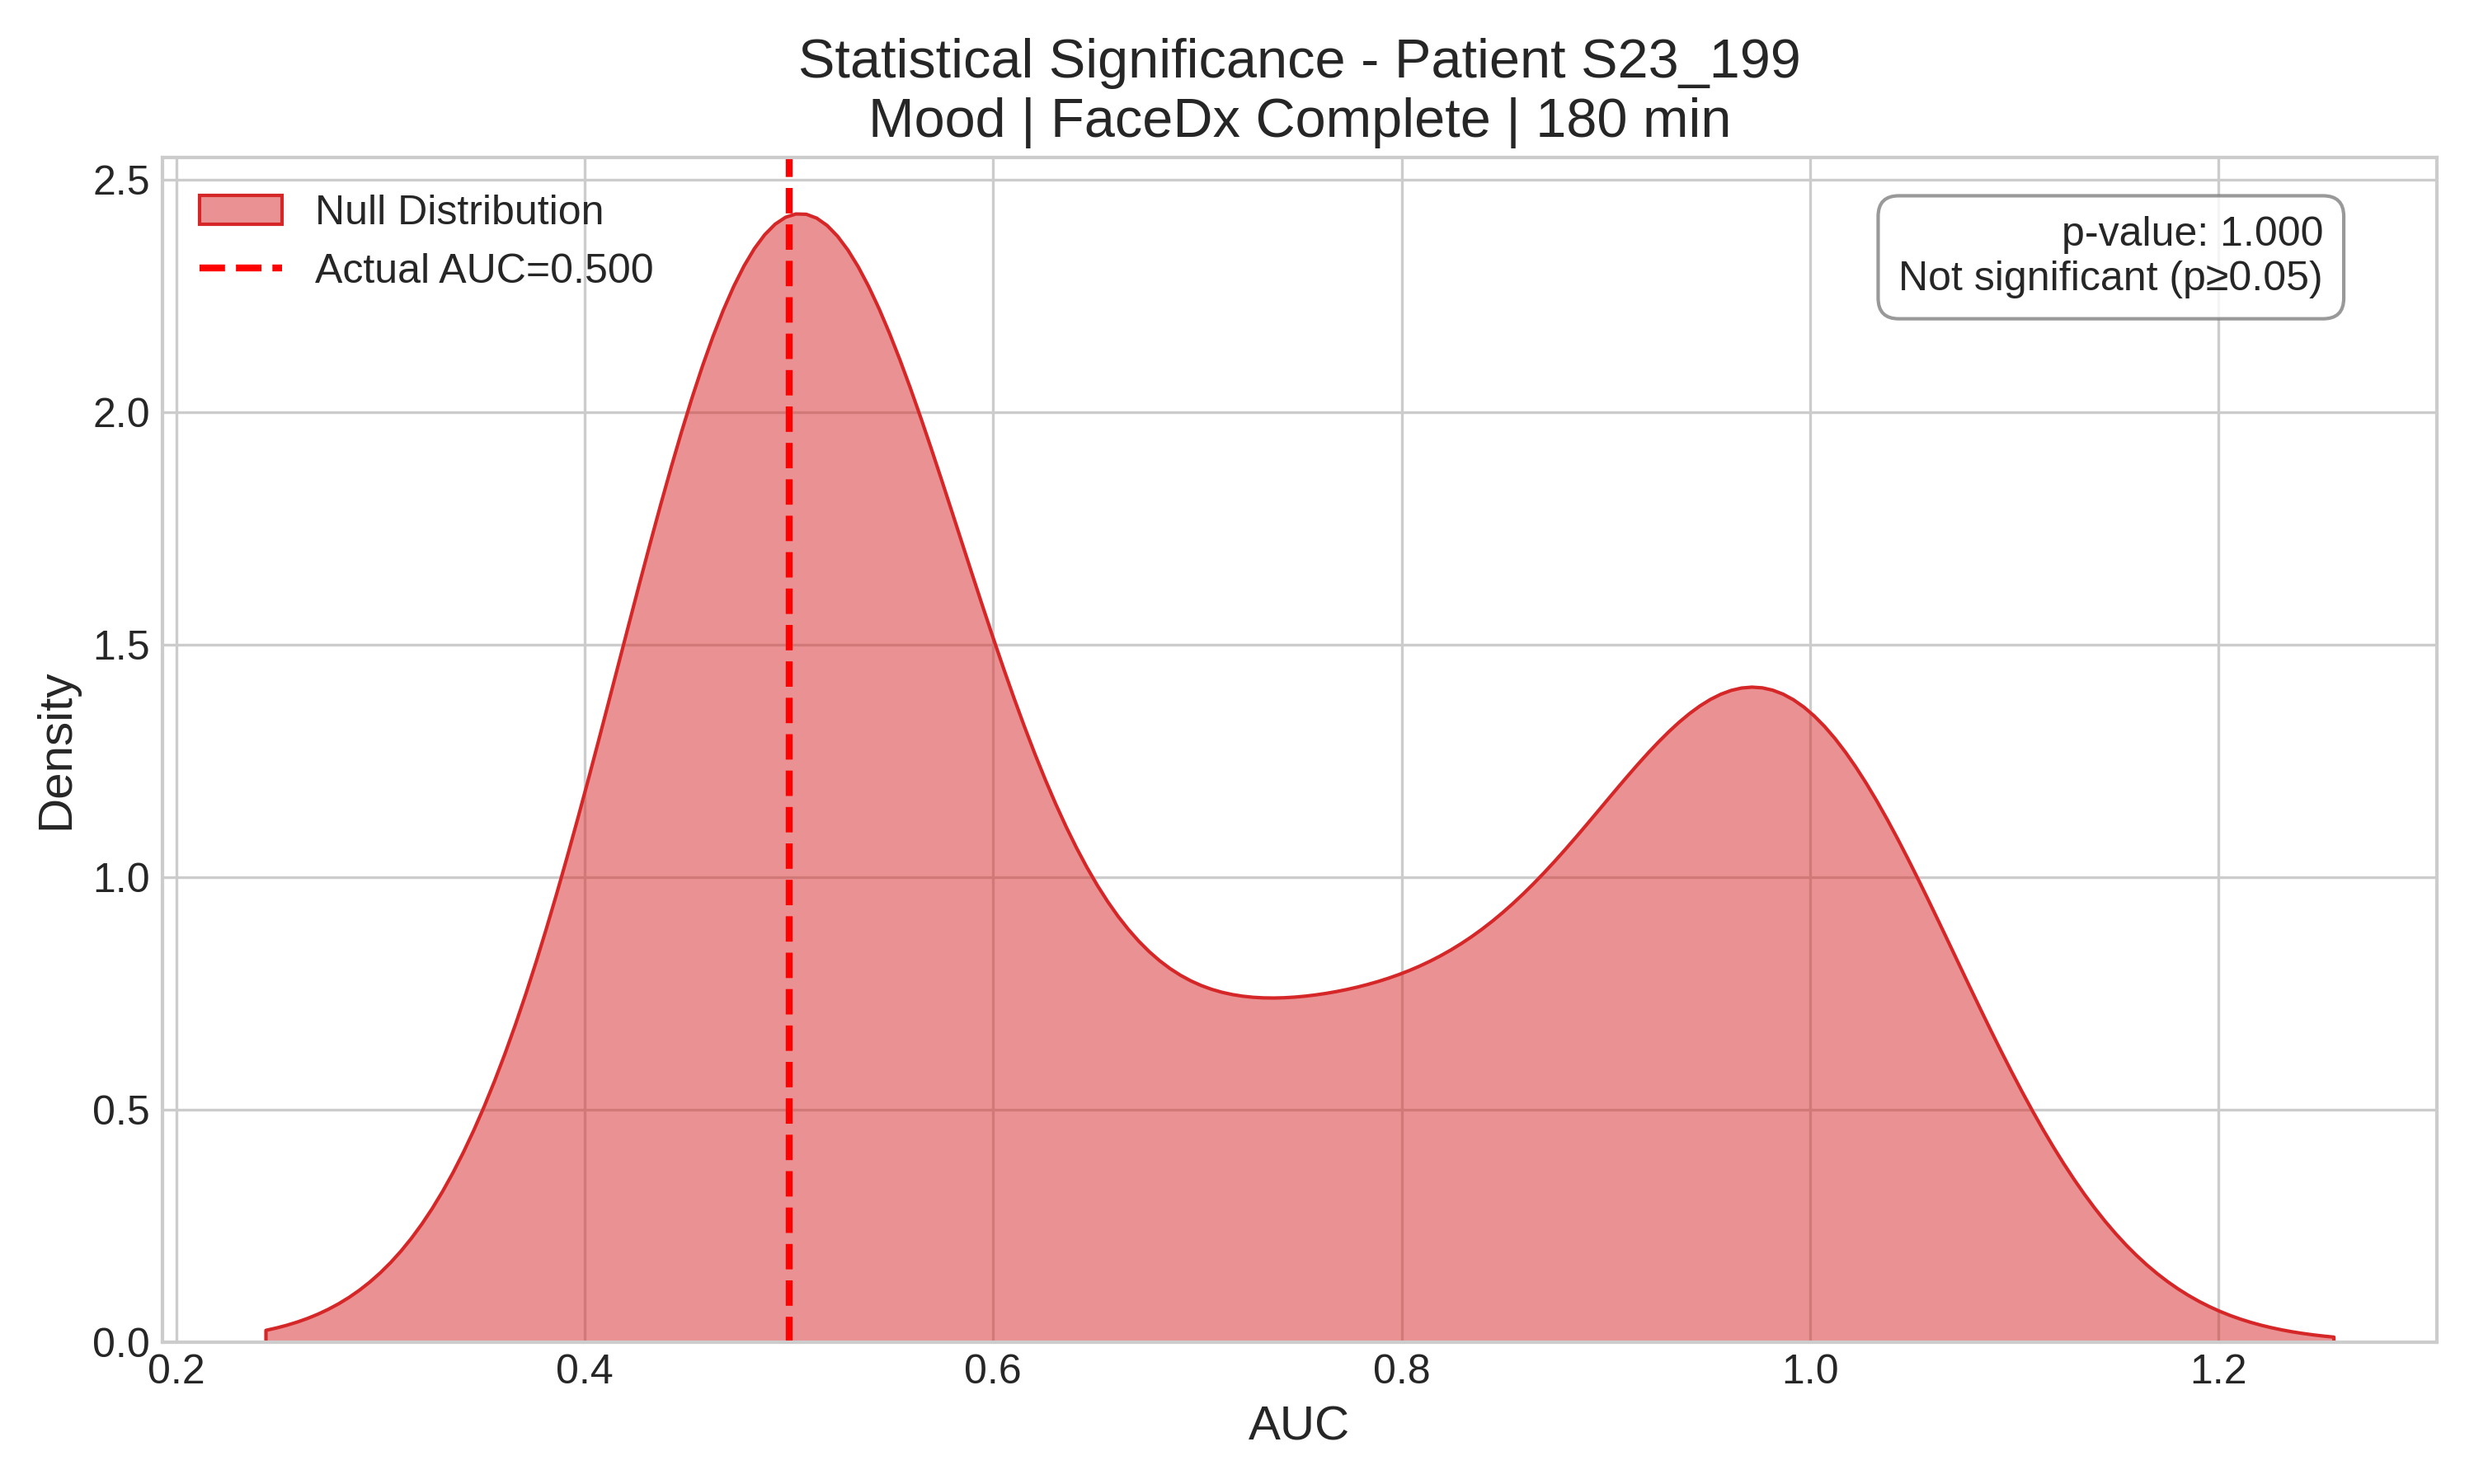 Statistical Significance - Patient S23_199
Mood | FaceDx Complete | 180 min
Null Distribution
Actual AUC=0.500
p-value: 1.000
Not significant (p≥0.05)
Density
2.5
2.0
1.5
1.0
0.5
0.0
0.2
0.4
0.6
0.8
1.0
1.2
AUC